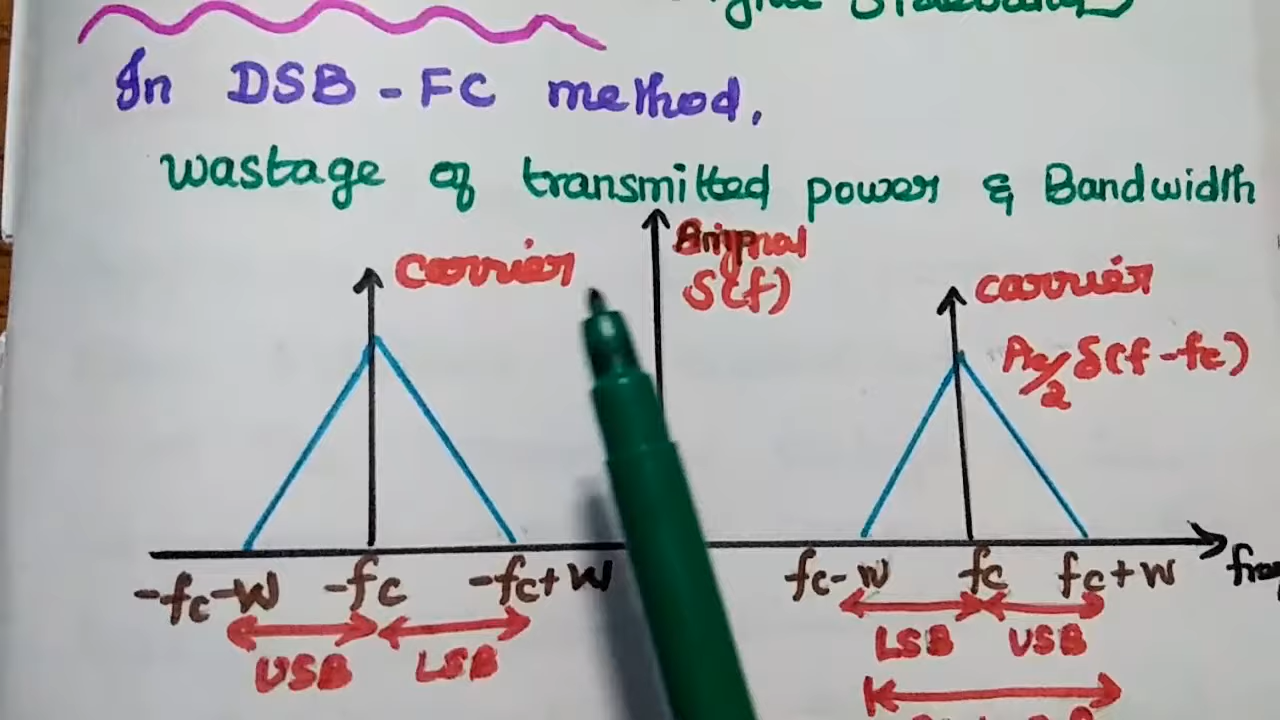 In DSB-FC method,
wastage of transmitted power & Bandwidth
carrier
S(f)
carrier
Ac/2 δ(f-fc)
-fc-W -fc -fc+W fc-W fc fc+W
USB LSB LSB USB